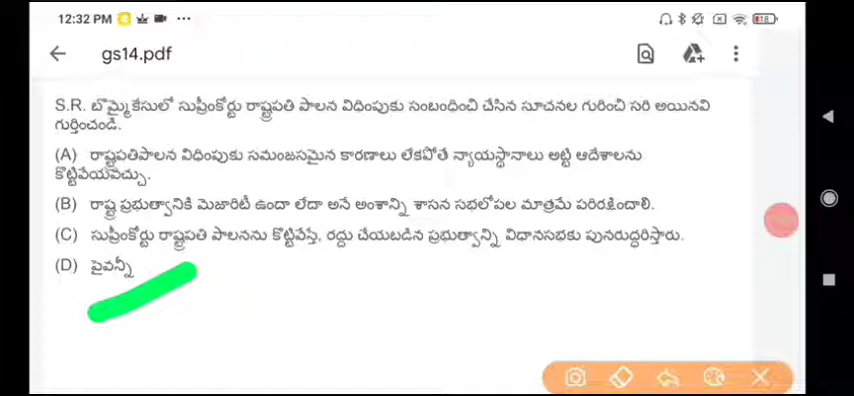 12:32 PM
18
gs14.pdf
S.R. బొమ్మైకేసులో సుప్రీంకోర్టు రాష్ట్రపతి పాలన విధింపుకు సంబంధించి చేసిన సూచనల గురించి సరి అయినవి
గుర్తించండి.
(A) రాష్ట్రపతిపాలన విధింపుకు సమంజసమైన కారణాలు లేకపోతే న్యాయస్థానాలు అట్టి ఆదేశాలను
కొట్టివేయవచ్చు.
(B) రాష్ట్ర ప్రభుత్వానికి మెజారిటీ ఉందా లేదా అనే అంశాన్ని శాసన సభలోపల మాత్రమే పరిరక్షించాలి.
(C) సుప్రీంకోర్టు రాష్ట్రపతి పాలనను కొట్టివేస్తే, రద్దు చేయబడిన ప్రభుత్వాన్ని విధానసభకు పునరుద్ధరిస్తారు.
(D) పైవన్నీ